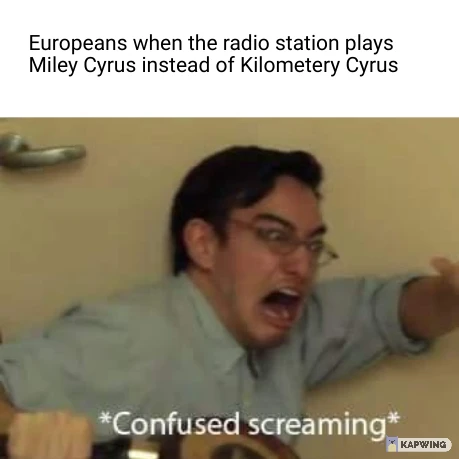 Europeans when the radio station plays
Miley Cyrus instead of Kilometery Cyrus
*Confused screaming*
KAPWING